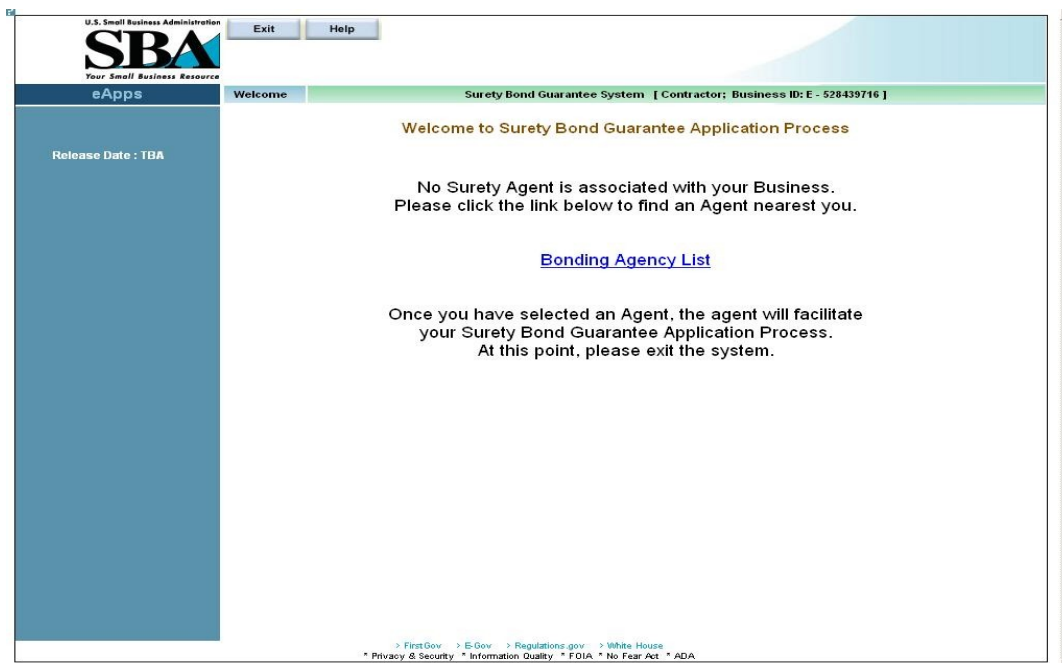 U.S. Small Business Administration
SBA
Your Small Business Resource
Exit
Help
eApps
Welcome
Surety Bond Guarantee System [ Contractor; Business ID: E - 528439716 ]
Release Date : TBA
Welcome to Surety Bond Guarantee Application Process
No Surety Agent is associated with your Business.
Please click the link below to find an Agent nearest you.
Bonding Agency List
Once you have selected an Agent, the agent will facilitate
your Surety Bond Guarantee Application Process.
At this point, please exit the system.
> FirstGov > E-Gov > Regulations.gov > White House
* Privacy & Security * Information Quality * FOIA * No Fear Act * ADA